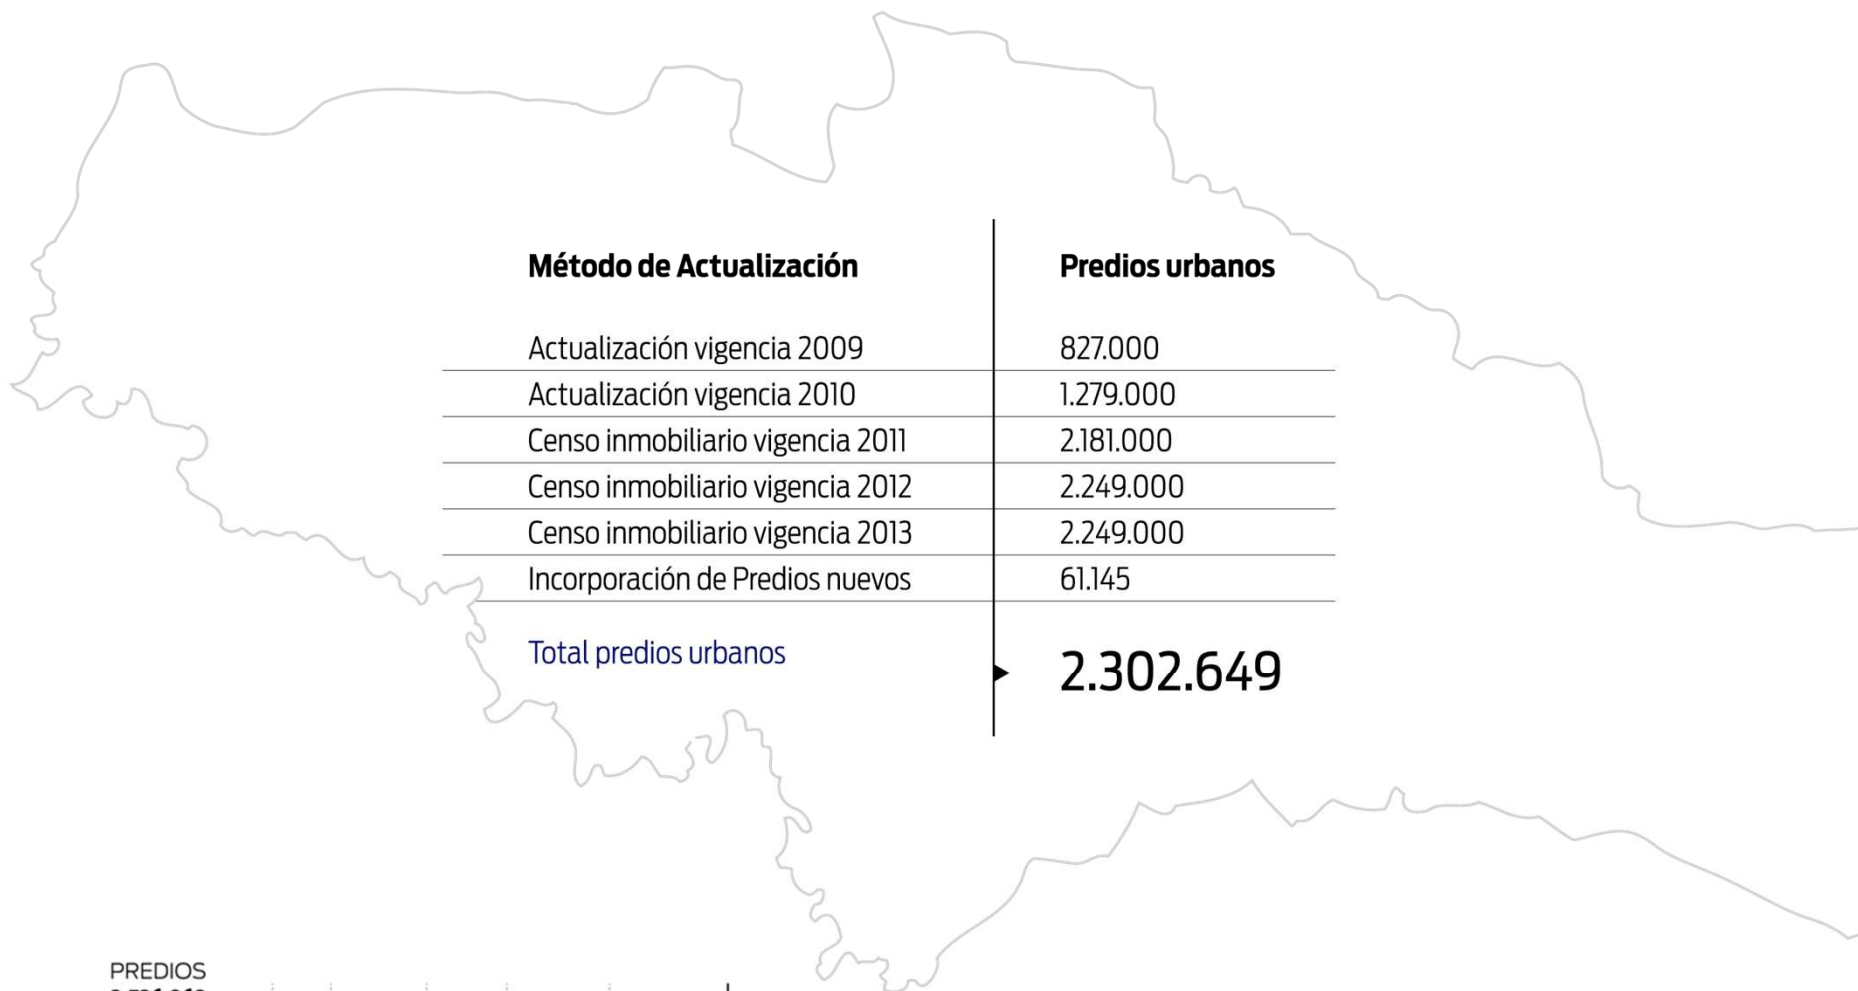 Método de Actualización Predios urbanos
Actualización vigencia 2009 827.000
Actualización vigencia 2010 1.279.000
Censo inmobiliario vigencia 2011 2.181.000
Censo inmobiliario vigencia 2012 2.249.000
Censo inmobiliario vigencia 2013 2.249.000
Incorporación de Predios nuevos 61.145
Total predios urbanos 2.302.649
PREDIOS